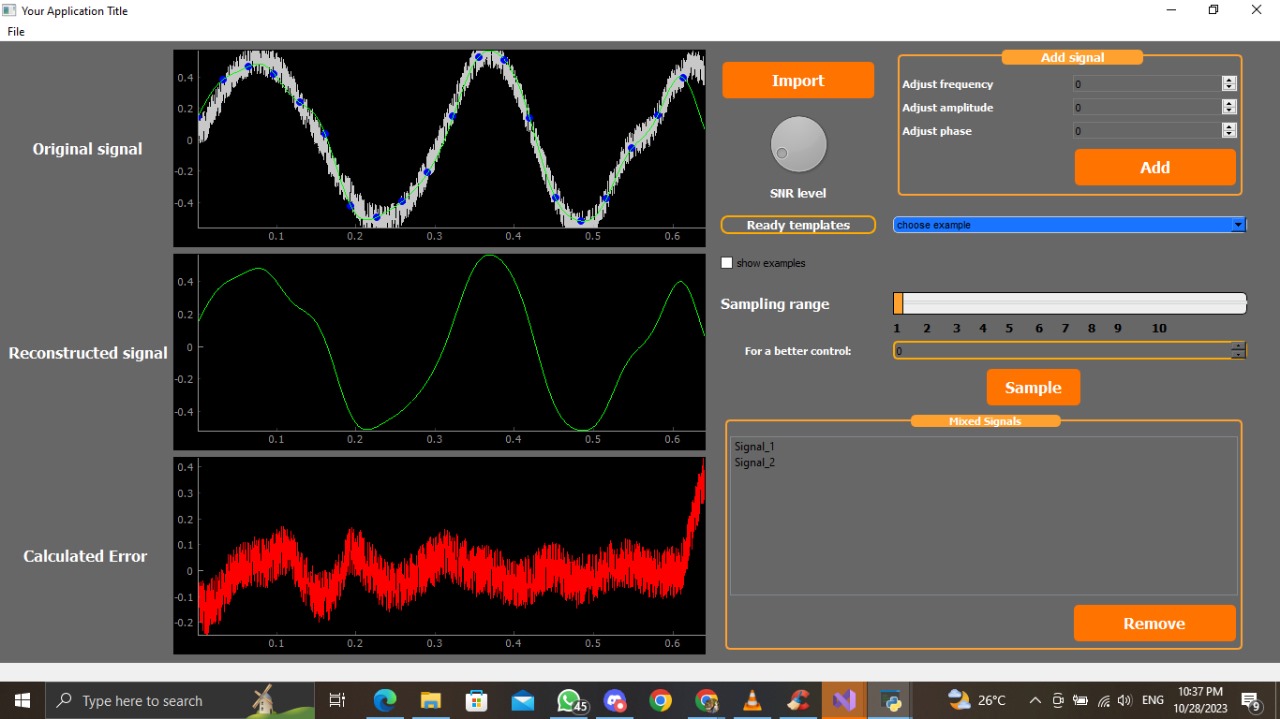 Your Application Title
File
Original signal
0.4
0.2
0
-0.2
-0.4
0.1 0.2 0.3 0.4 0.5 0.6
Reconstructed signal
0.4
0.2
0
-0.2
-0.4
0.1 0.2 0.3 0.4 0.5 0.6
Calculated Error
0.4
0.3
0.2
0.1
0
-0.1
-0.2
0.1 0.2 0.3 0.4 0.5 0.6
Import
SNR level
Add signal
Adjust frequency 0
Adjust amplitude 0
Adjust phase 0
Add
Ready templates choose example
show examples
Sampling range
1 2 3 4 5 6 7 8 9 10
For a better control: 0
Sample
Mixed Signals
Signal_1
Signal_2
Remove
Type here to search
45
26°C
ENG
10:37 PM
10/28/2023
9